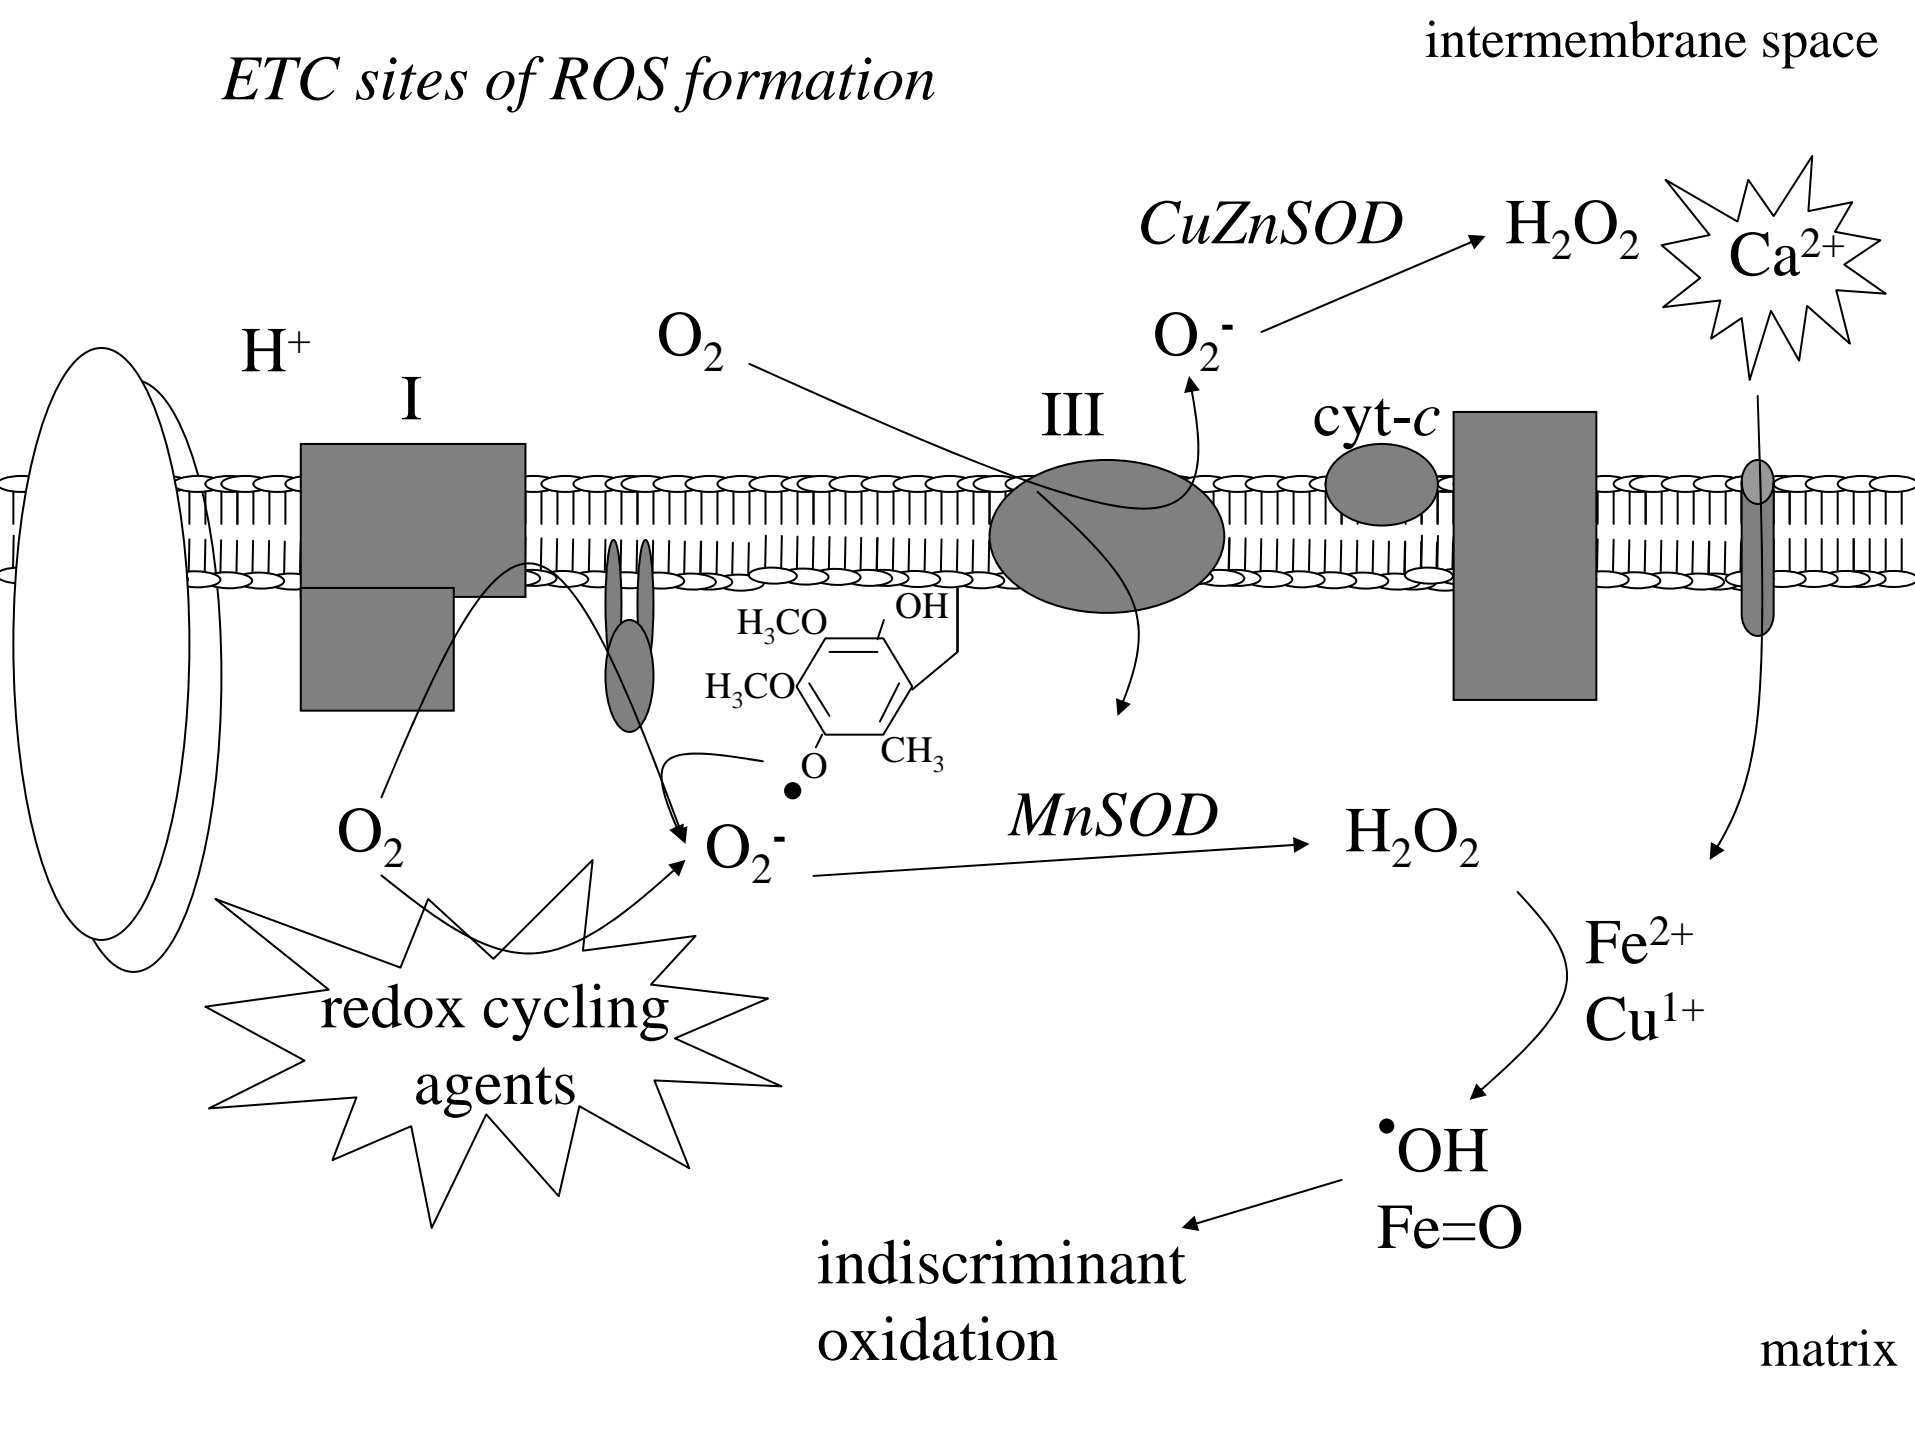 intermembrane space
ETC sites of ROS formation
CuZnSOD
H₂O₂
Ca²⁺
H⁺
O₂
O₂⁻
I
III
cyt-c
OH
H₃CO
H₃CO
CH₃
O
•
MnSOD
O₂
O₂⁻
H₂O₂
Fe²⁺
Cu¹⁺
redox cycling
agents
•OH
Fe=O
indiscriminant
oxidation
matrix